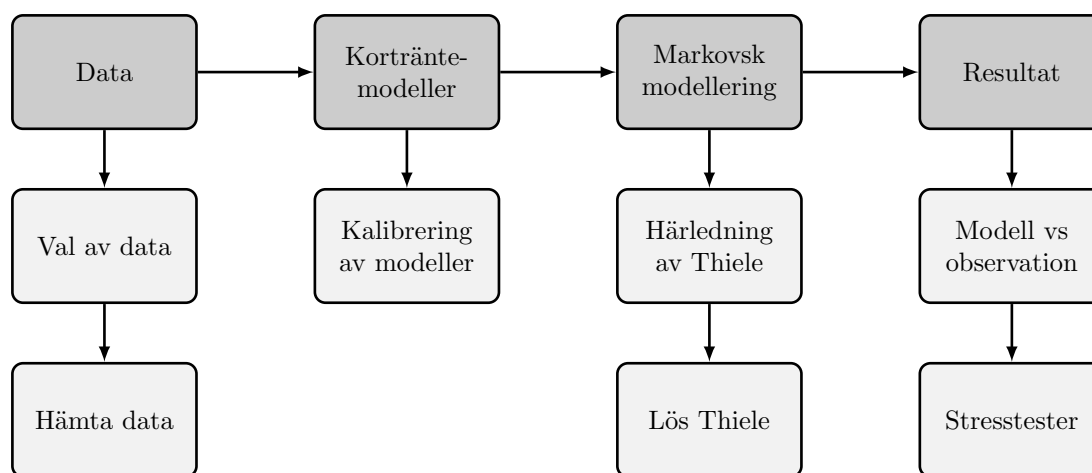 Data
Kortränte-
modeller
Markovsk
modellering
Resultat
Val av data
Kalibrering
av modeller
Härledning
av Thiele
Modell vs
observation
Hämta data
Lös Thiele
Stresstester